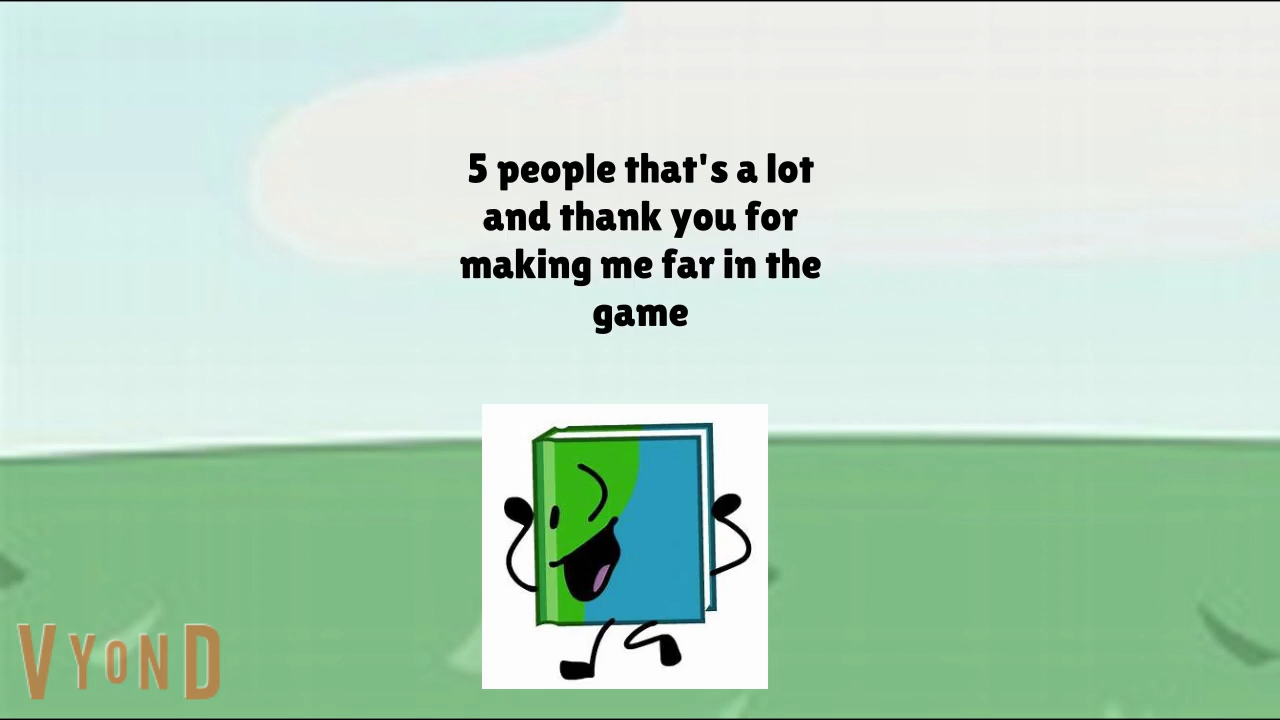 5 people that's a lot
and thank you for
making me far in the
game
VYOND